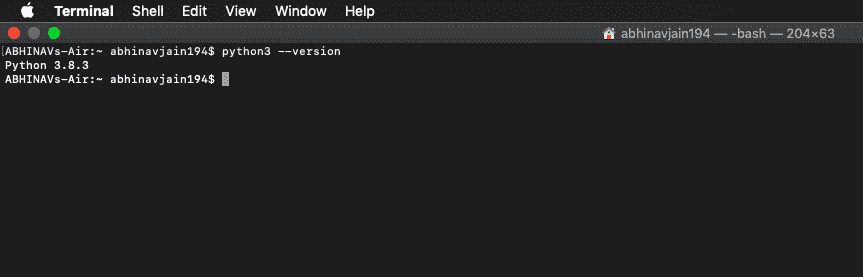 Terminal Shell Edit View Window Help
abhinavjain194 — -bash — 204×63
[ABHINAVs-Air:~ abhinavjain194$ python3 --version
Python 3.8.3
ABHINAVs-Air:~ abhinavjain194$